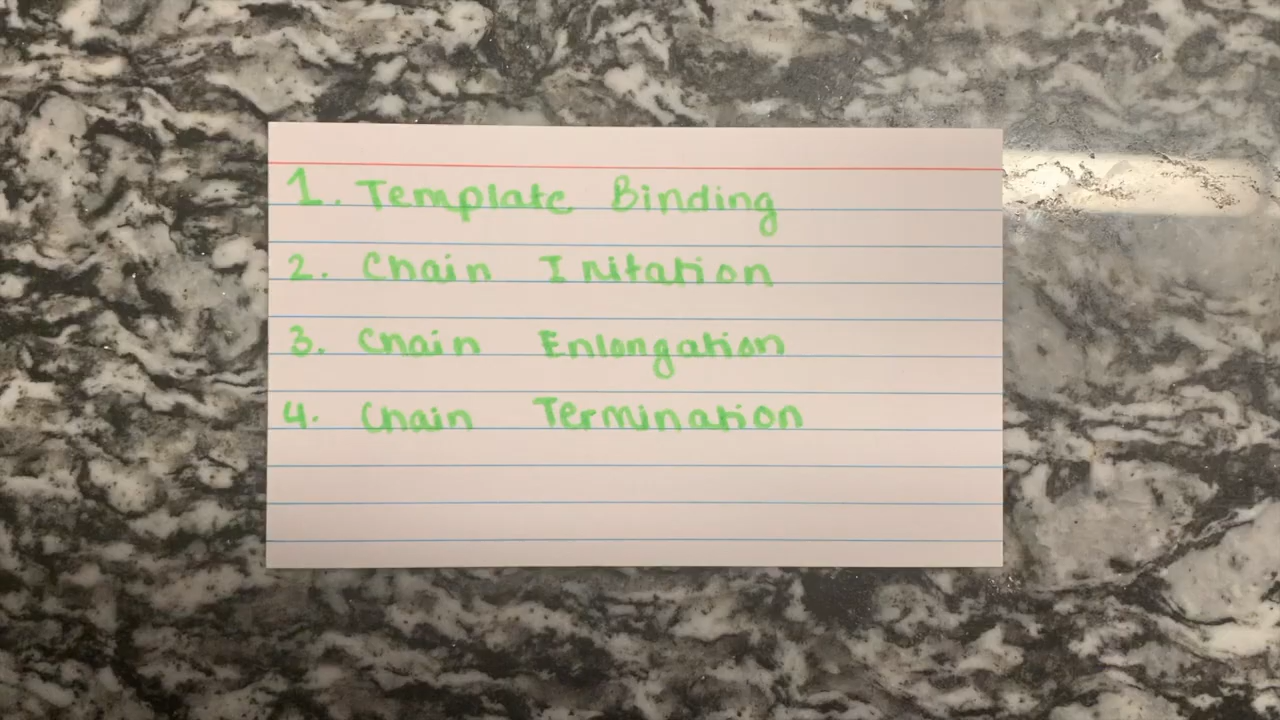 1. Template Binding
2. Chain Initation
3. Chain Enlongation
4. Chain Termination